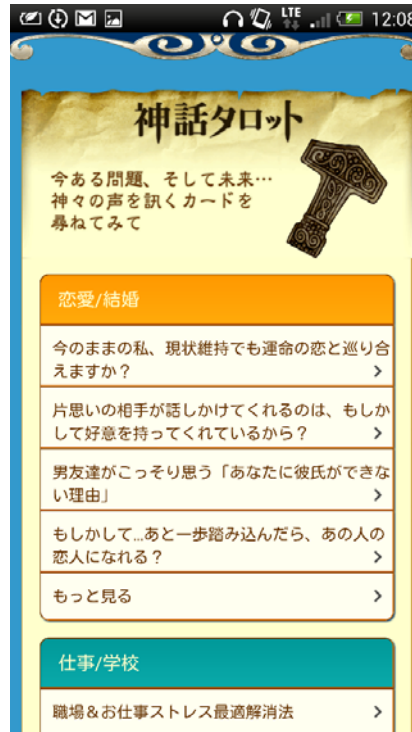 LTE
12:08
神話タロット
今ある問題、そして未来…
神々の声を訊くカードを
尋ねてみて
恋愛/結婚
今のままの私、現状維持でも運命の恋と巡り合
えますか？
片思いの相手が話しかけてくれるのは、もしか
して好意を持ってくれているから？
男友達がこっそり思う「あなたに彼氏ができな
い理由」
もしかして…あと一歩踏み込んだら、あの人の
恋人になれる？
もっと見る
仕事/学校
職場＆お仕事ストレス最適解消法